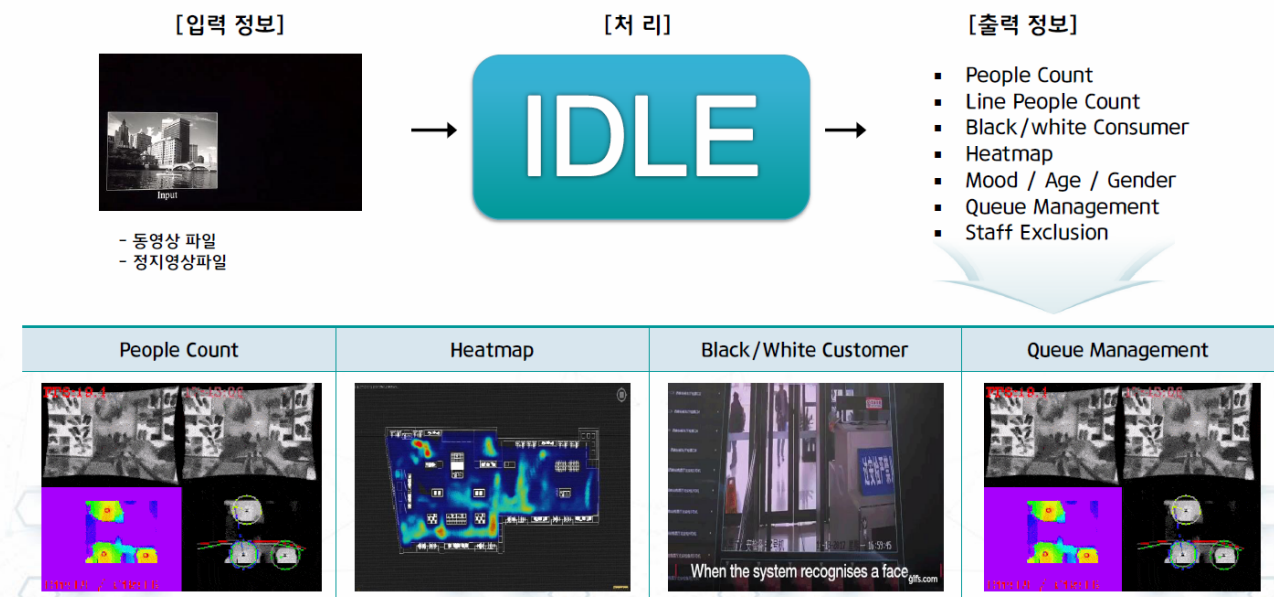 [입력 정보]
[처 리]
[출력 정보]
Input
- 동영상 파일
- 정지영상파일
IDLE
▪ People Count
▪ Line People Count
▪ Black/white Consumer
▪ Heatmap
▪ Mood / Age / Gender
▪ Queue Management
▪ Staff Exclusion
People Count
Heatmap
Black/White Customer
Queue Management
When the system recognises a face
gifs.com